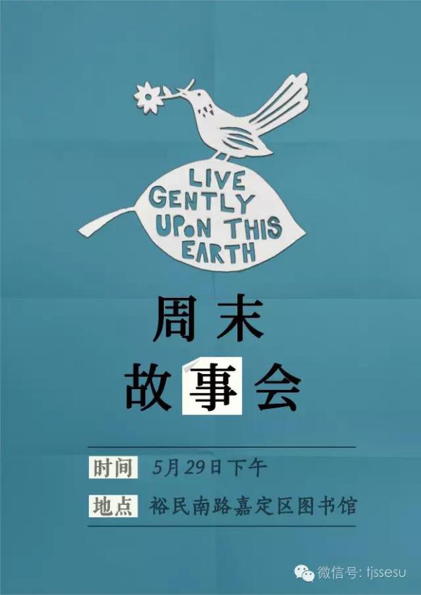 LIVE
GENTLY
UPON THIS
EARTH
周末
故事会
时间 5月29日下午
地点 裕民南路嘉定区图书馆
微信号: tjssesu